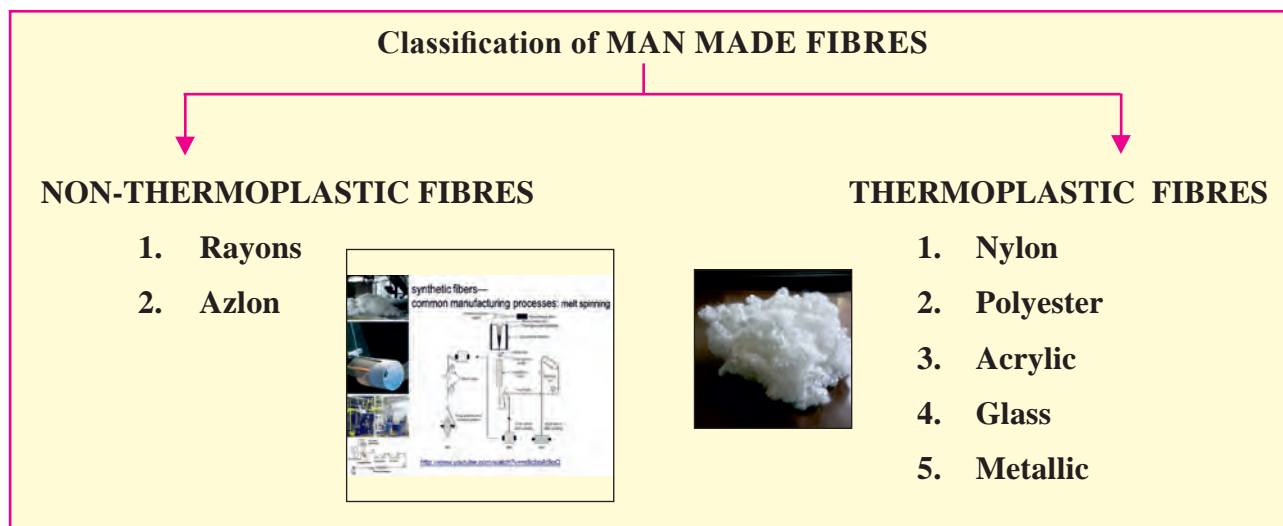 Classification of MAN MADE FIBRES
NON-THERMOPLASTIC FIBRES
1. Rayons
2. Azlon
synthetic fibers—
common manufacturing processes: melt spinning
THERMOPLASTIC FIBRES
1. Nylon
2. Polyester
3. Acrylic
4. Glass
5. Metallic